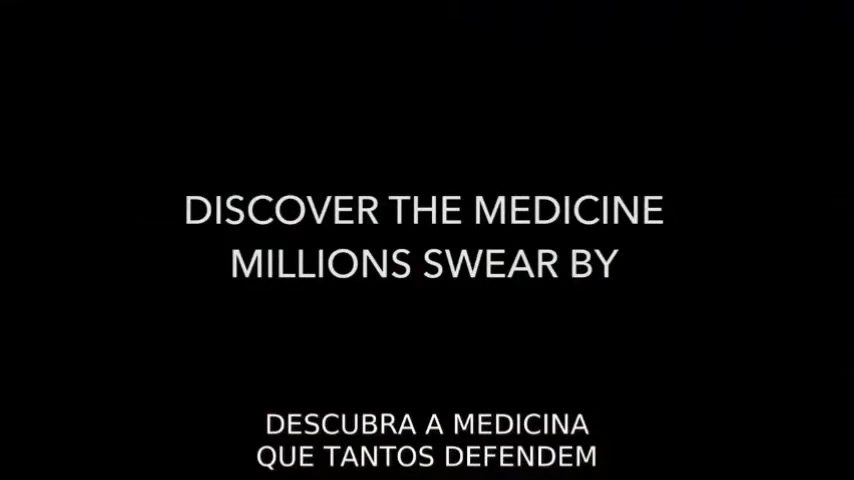 DISCOVER THE MEDICINE
MILLIONS SWEAR BY
DESCUBRA A MEDICINA
QUE TANTOS DEFENDEM